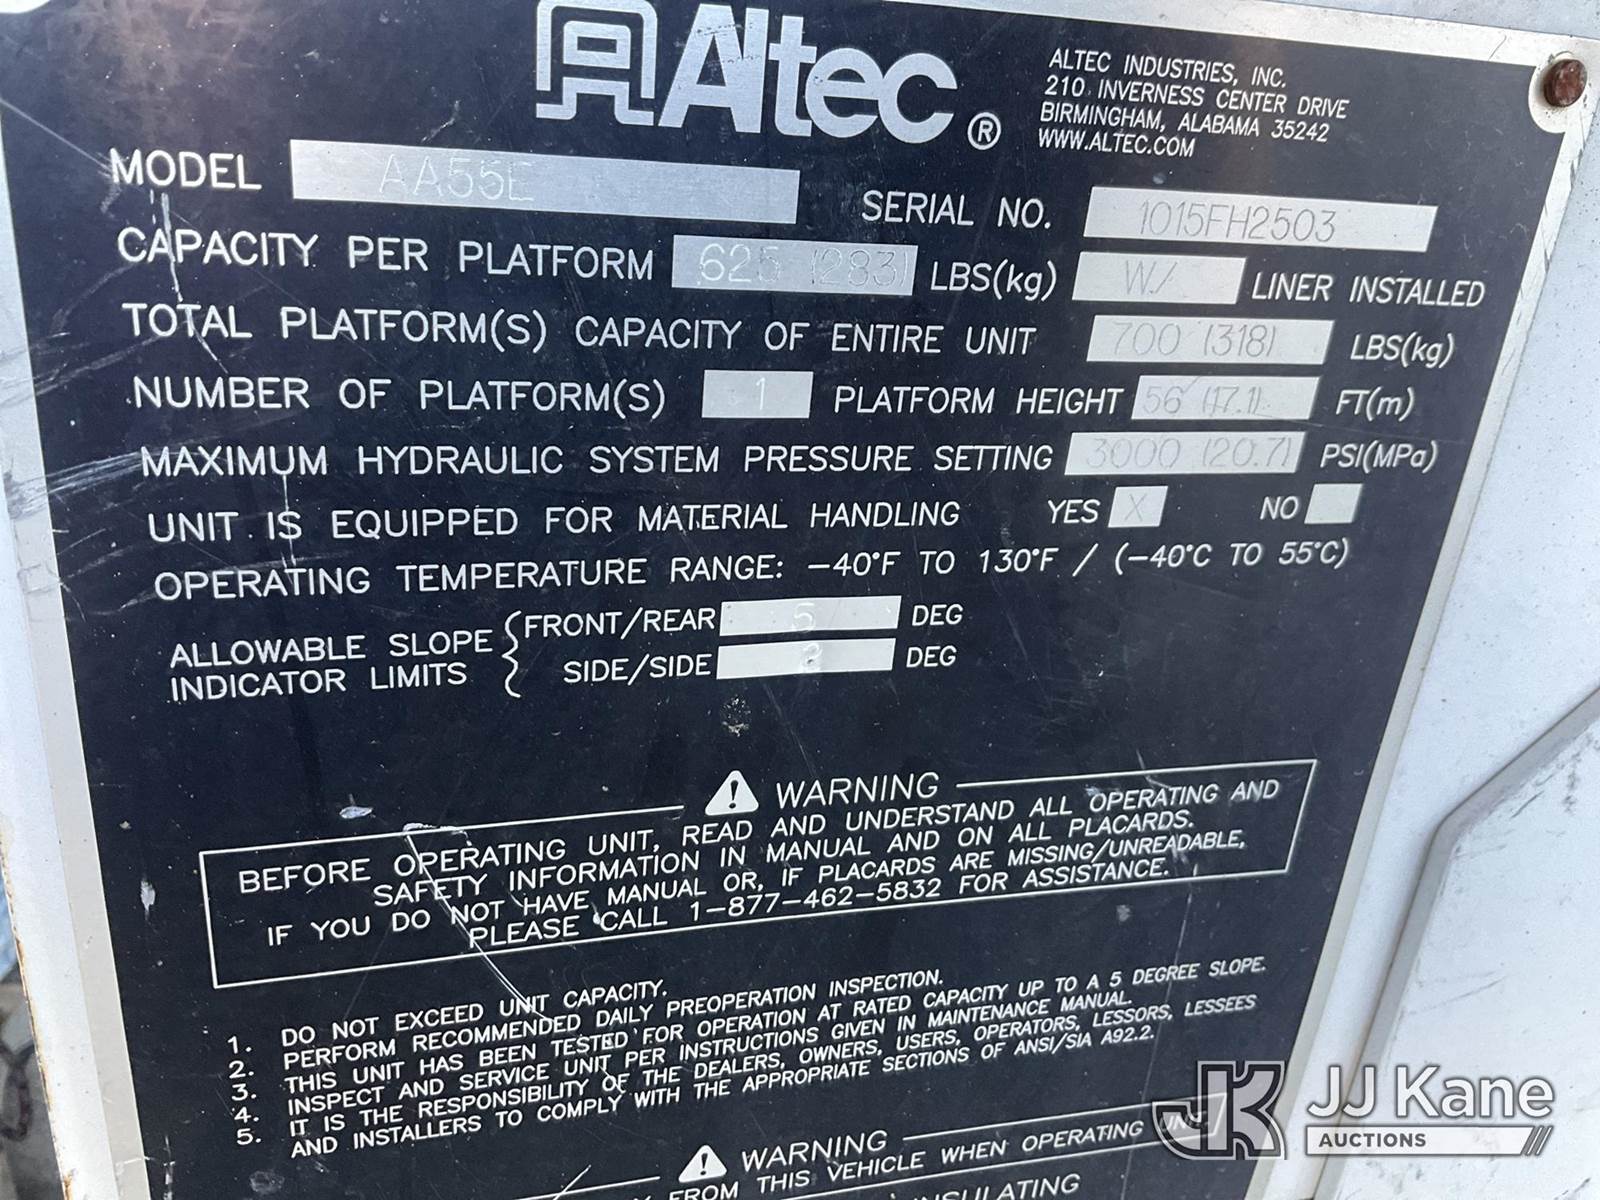 Altec®
ALTEC INDUSTRIES, INC.
210 INVERNESS CENTER DRIVE
BIRMINGHAM, ALABAMA 35242
WWW.ALTEC.COM
MODEL AA55E
SERIAL NO. 1015FH2503
CAPACITY PER PLATFORM 625 (283) LBS(kg) W/ LINER INSTALLED
TOTAL PLATFORM(S) CAPACITY OF ENTIRE UNIT 700 (318) LBS(kg)
NUMBER OF PLATFORM(S) 1 PLATFORM HEIGHT 56 (17.1) FT(m)
MAXIMUM HYDRAULIC SYSTEM PRESSURE SETTING 3000 (20.7) PSI(MPa)
UNIT IS EQUIPPED FOR MATERIAL HANDLING YES X NO
OPERATING TEMPERATURE RANGE: -40°F TO 130°F / (-40°C TO 55°C)
ALLOWABLE SLOPE INDICATOR LIMITS
FRONT/REAR 5 DEG
SIDE/SIDE DEG
WARNING
BEFORE OPERATING UNIT, READ AND UNDERSTAND ALL OPERATING AND
SAFETY INFORMATION IN MANUAL AND ON ALL PLACARDS.
IF YOU DO NOT HAVE MANUAL OR, IF PLACARDS ARE MISSING/UNREADABLE,
PLEASE CALL 1-877-462-5832 FOR ASSISTANCE.
1. DO NOT EXCEED UNIT CAPACITY.
2. PERFORM RECOMMENDED DAILY PREOPERATION INSPECTION.
3. THIS UNIT HAS BEEN TESTED FOR OPERATION AT RATED CAPACITY UP TO A 5 DEGREE SLOPE.
4. INSPECT AND SERVICE UNIT PER INSTRUCTIONS GIVEN IN MAINTENANCE MANUAL.
5. IT IS THE RESPONSIBILITY OF THE DEALERS, OWNERS, USERS, OPERATORS, LESSORS, LESSEES
AND INSTALLERS TO COMPLY WITH THE APPROPRIATE SECTIONS OF ANSI/SIA A92.2.
WARNING
FROM THIS VEHICLE WHEN OPERATING UNIT
JK JJ Kane
AUCTIONS